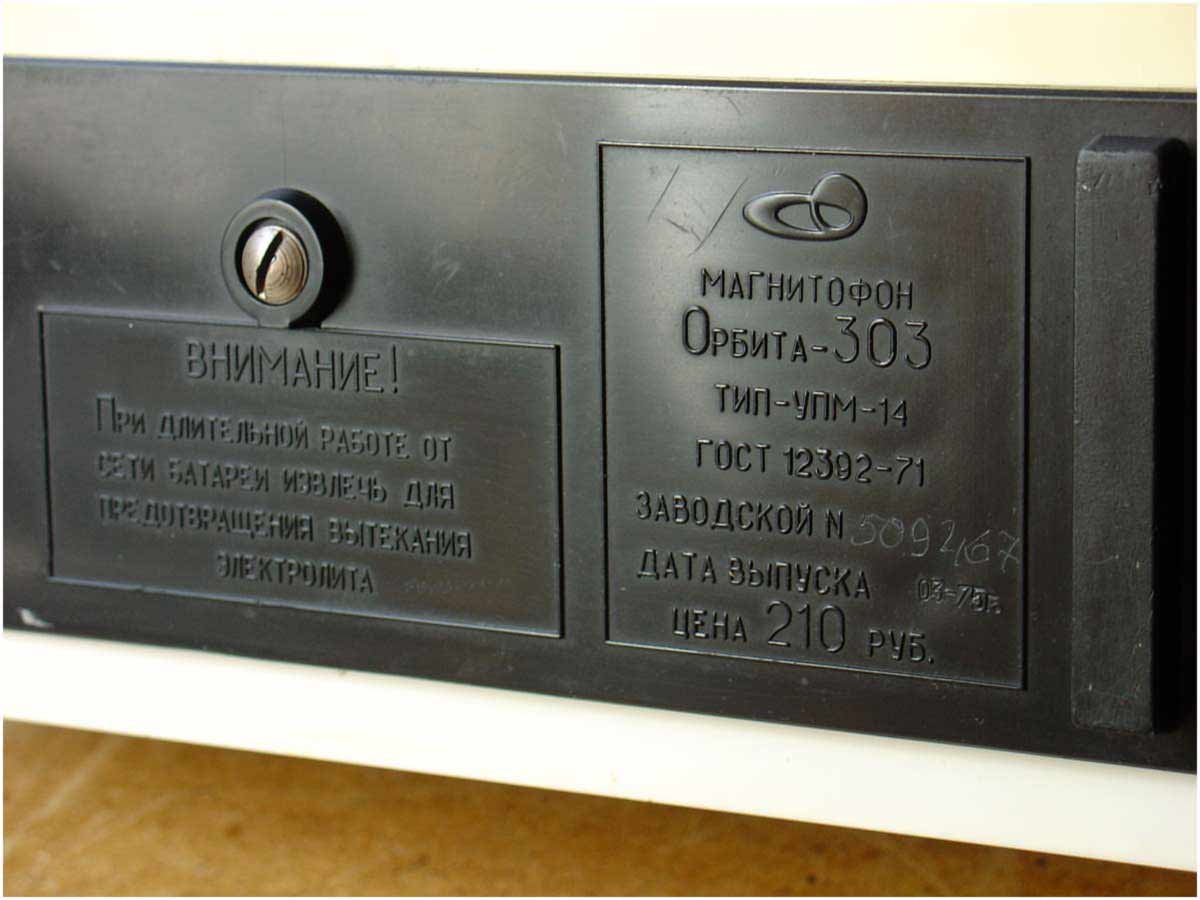 ВНИМАНИЕ!
ПРИ ДЛИТЕЛЬНОЙ РАБОТЕ ОТ
СЕТИ БАТАРЕИ ИЗВЛЕЧЬ ДЛЯ
ПРЕДОТВРАЩЕНИЯ ВЫТЕКАНИЯ
ЭЛЕКТРОЛИТА
МАГНИТОФОН
ОРБИТА-303
ТИП-УПМ-14
ГОСТ 12392-71
ЗАВОДСКОЙ N
ДАТА ВЫПУСКА 03-75г.
ЦЕНА 210 РУБ.